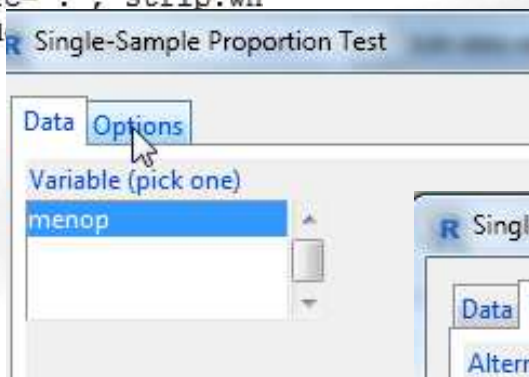 Single-Sample Proportion Test
Data Options
Variable (pick one)
menop
R Singl
Data
Altern